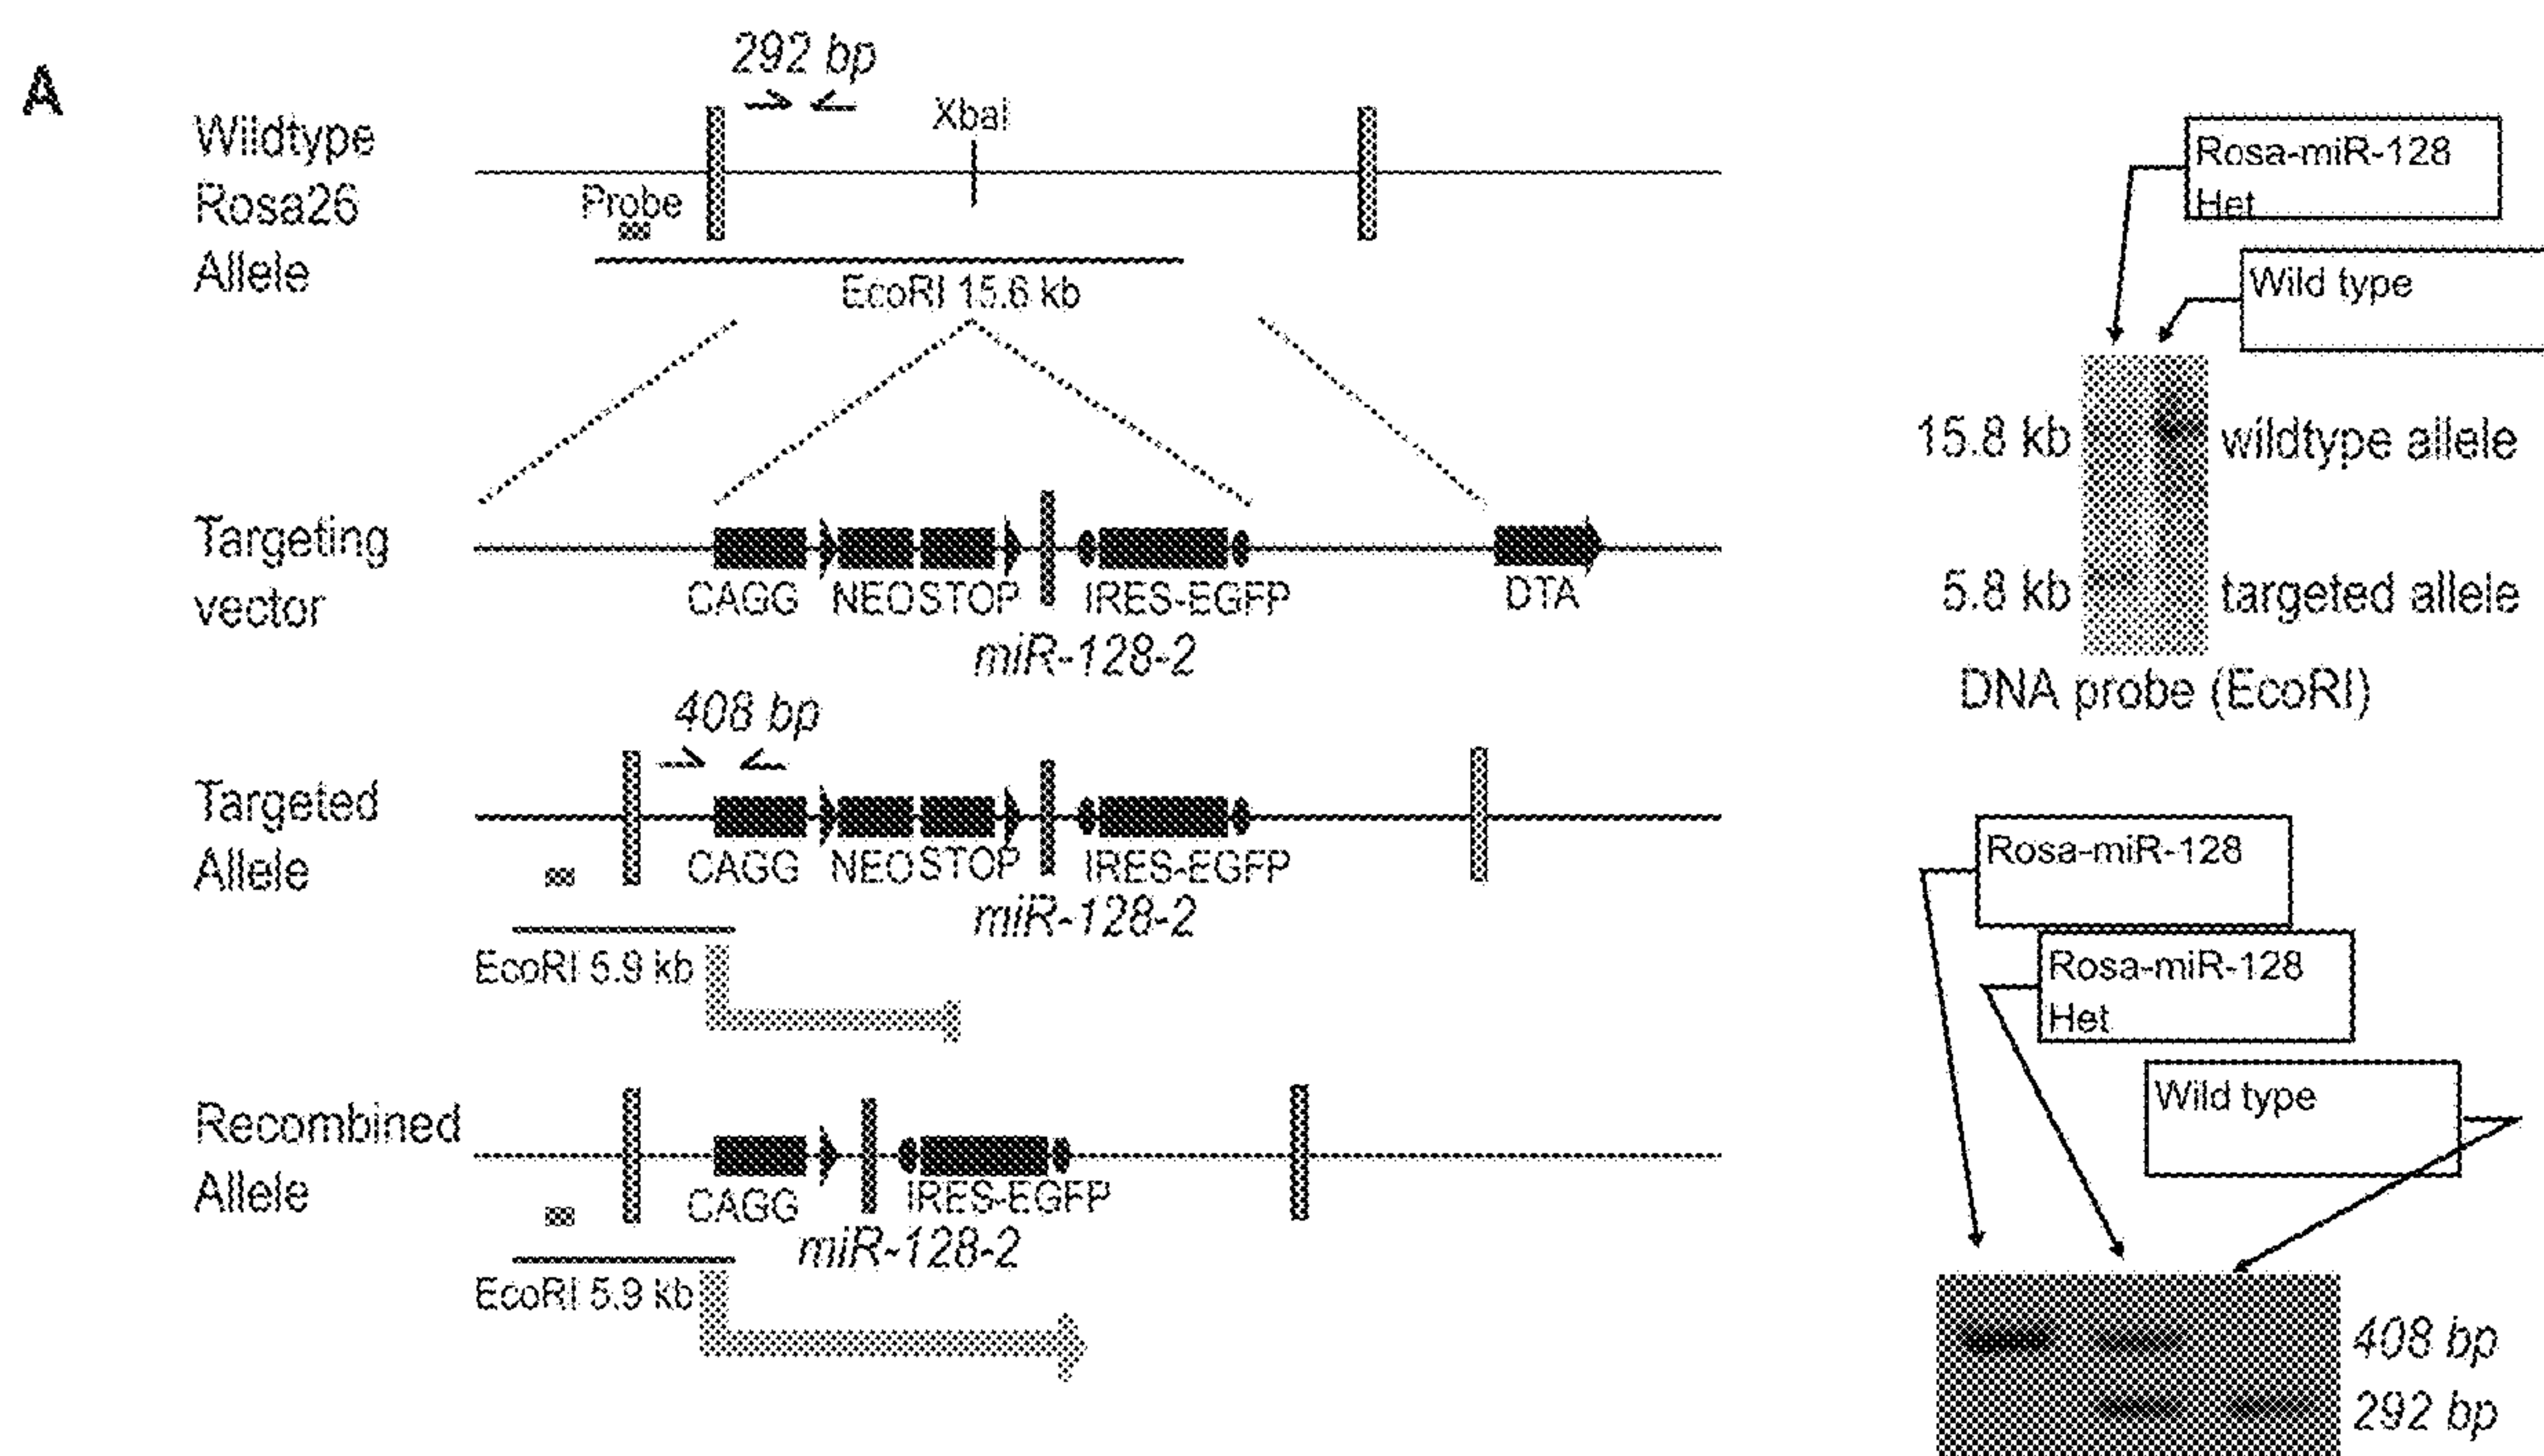 A
292 bp
Wildtype
Rosa26
Allele
XbaI
Probe
EcoRI 15.6 kb
Targeting
vector
CAGG NEO STOP IRES-EGFP DTA
miR-128-2
408 bp
Targeted
Allele
CAGG NEO STOP IRES-EGFP
miR-128-2
EcoRI 5.9 kb
Recombined
Allele
CAGG IRES-EGFP
miR-128-2
EcoRI 5.9 kb
Rosa-miR-128
Het
Wild type
15.8 kb wildtype allele
5.8 kb targeted allele
DNA probe (EcoRI)
Rosa-miR-128
Rosa-miR-128
Het
Wild type
408 bp
292 bp